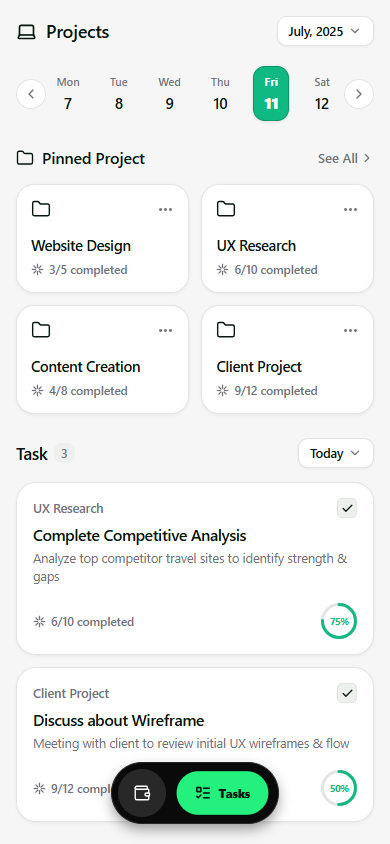 Projects
July, 2025
Mon Tue Wed Thu Fri Sat
7 8 9 10 11 12
Pinned Project
See All
Website Design
3/5 completed
UX Research
6/10 completed
Content Creation
4/8 completed
Client Project
9/12 completed
Task 3
Today
UX Research
Complete Competitive Analysis
Analyze top competitor travel sites to identify strength &
gaps
6/10 completed
75%
Client Project
Discuss about Wireframe
Meeting with client to review initial UX wireframes & flow
9/12 compl
50%
Tasks